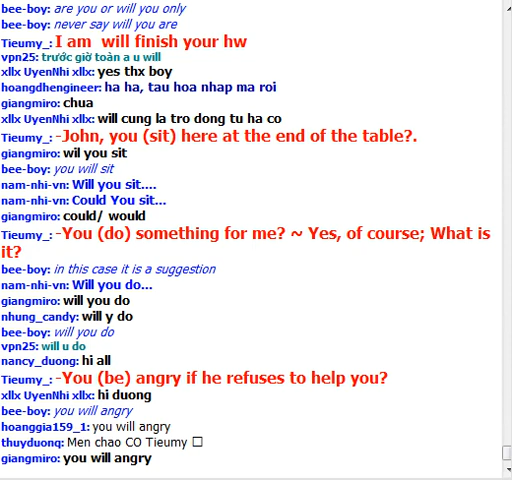 bee-boy: are you or will you only
bee-boy: never say will you are
Tieumy_: I am  will finish your hw
vpn25: trước giờ toàn a u will
xllx UyenNhi xllx: yes thx boy
hoangdhengineer: ha ha, tau hoa nhap ma roi
giangmiro: chua
xllx UyenNhi xllx: will cung la tro dong tu ha co
Tieumy_: -John, you (sit) here at the end of the table?.
giangmiro: wil you sit
bee-boy: you will sit
nam-nhi-vn: Will you sit....
nam-nhi-vn: Could You sit...
giangmiro: could/ would
Tieumy_: -You (do) something for me? ~ Yes, of course; What is
it?
bee-boy: in this case it is a suggestion
nam-nhi-vn: Will you do...
giangmiro: will you do
nhung_candy: will y do
bee-boy: will you do
vpn25: will u do
nancy_duong: hi all
Tieumy_: -You (be) angry if he refuses to help you?
xllx UyenNhi xllx: hi duong
bee-boy: you will angry
hoanggia159_1: you will angry
thuyduong: Men chao CO Tieumy □
giangmiro: you will angry